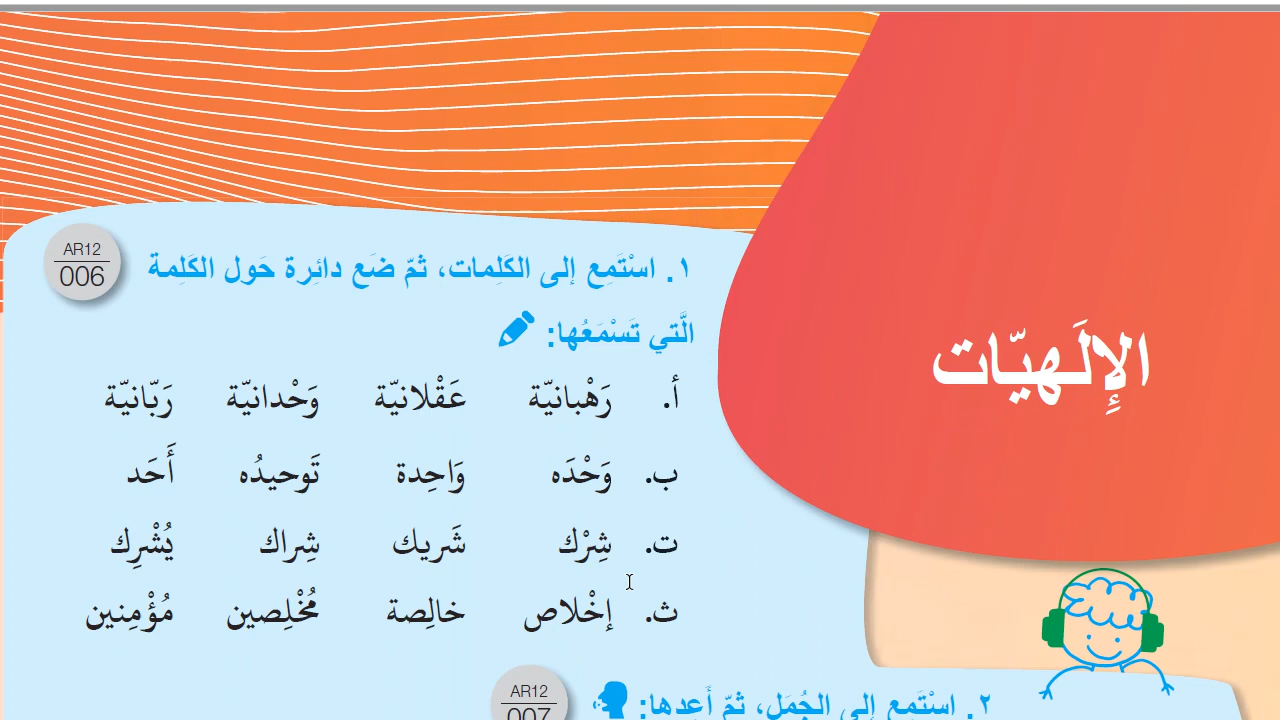 الإِلَهيّات
AR12
006
١. اسْتَمِع إلى الكَلِمات، ثمّ ضَع دائِرة حَول الكَلِمة
الَّتي تَسْمَعُها:
أ. رَهْبانيّة عَقْلانيّة وَحْدانيّة رَبّانيّة
ب. وَحْدَه وَاحِدة تَوحيدُه أَحَد
ت. شِرْك شَريك شِراك يُشْرِك
ث. إخْلاص خالِصة مُخْلِصين مُؤْمِنين
AR12
007
٢. اسْتَمِع إلى الجُمَل، ثمّ أَعِدها: